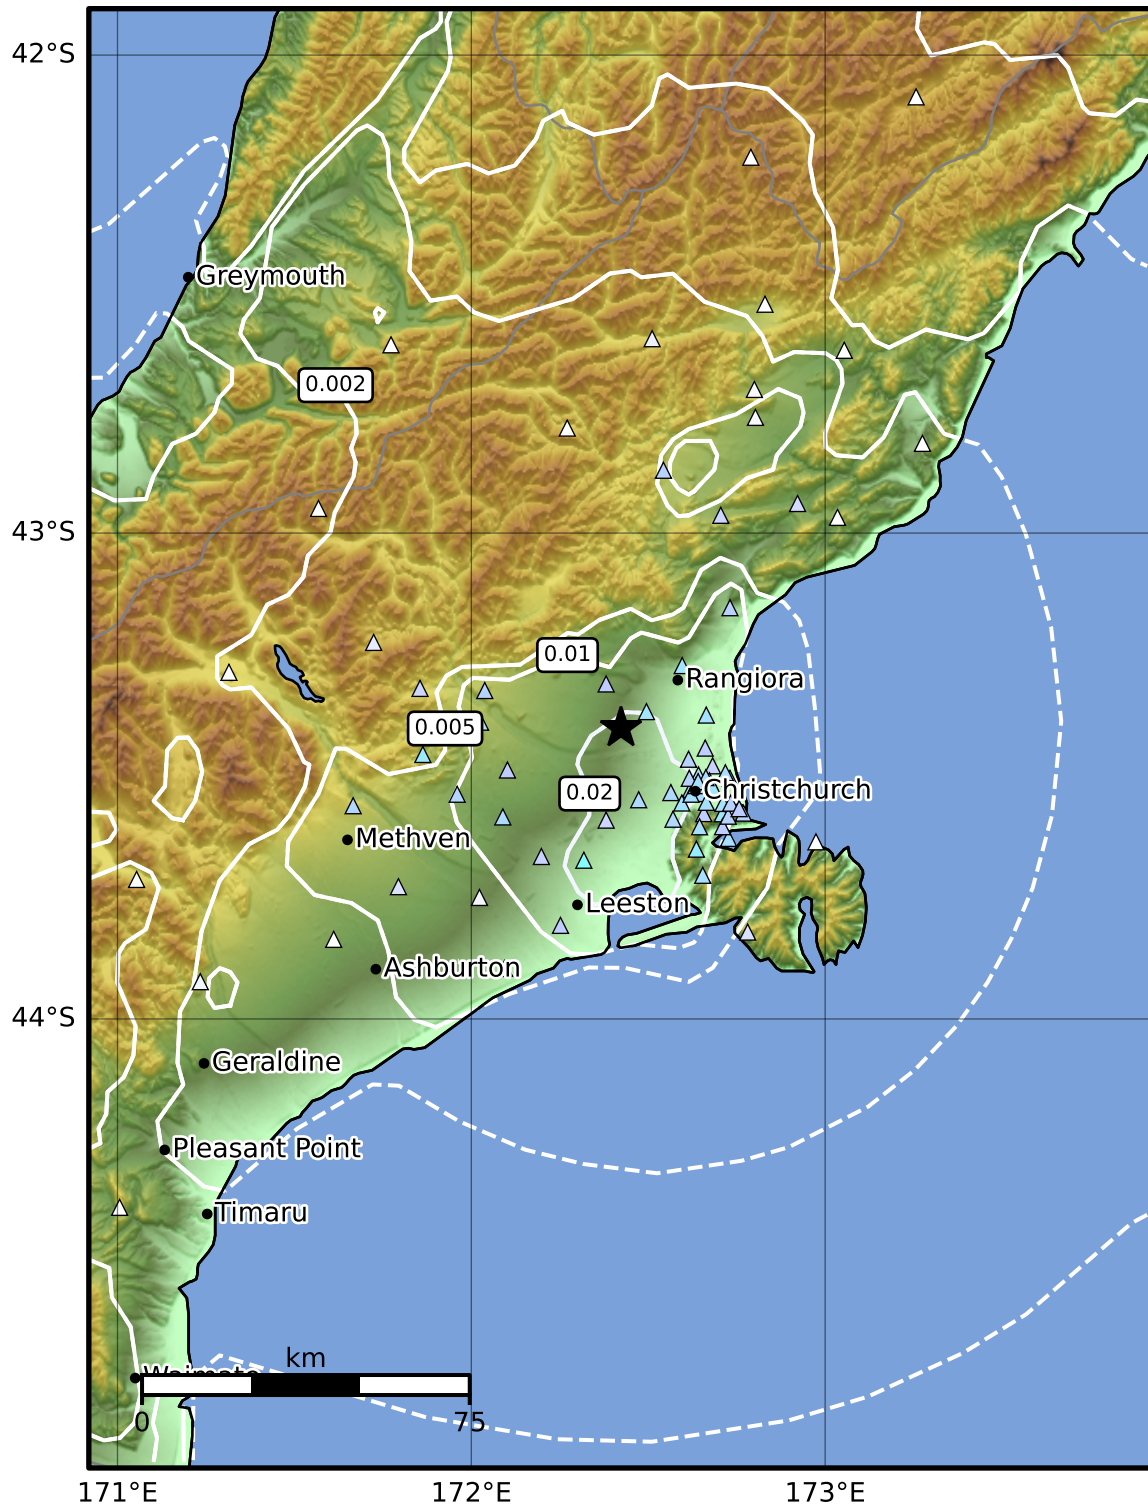 42°S
Greymouth
0.002
43°S
0.01
Rangiora
0.005
0.02
Christchurch
Methven
Leeston
Ashburton
44°S
Geraldine
Pleasant Point
Timaru
km
Waimate
0 75
171°E 172°E 173°E